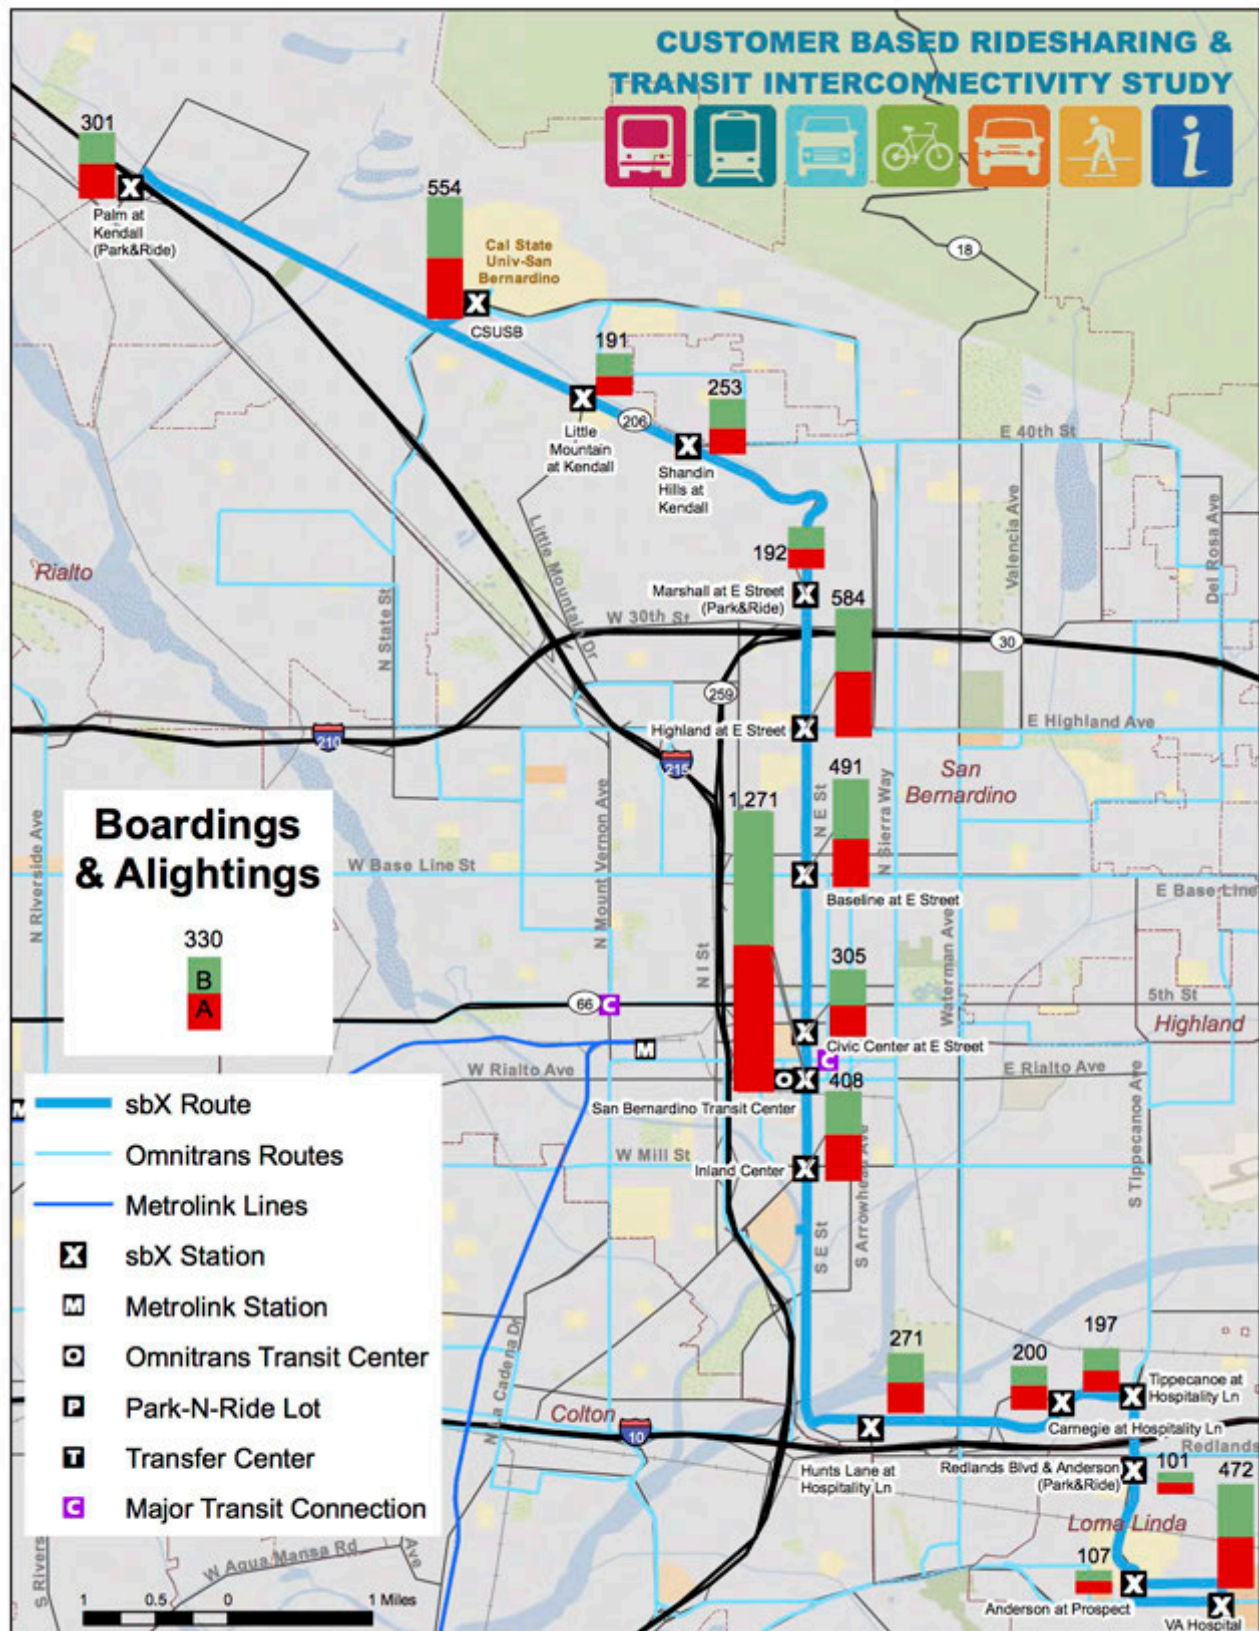 CUSTOMER BASED RIDESHARING &
TRANSIT INTERCONNECTIVITY STUDY
i
301
Palm at
Kendall
(Park&Ride)
554
Cal State
Univ-San
Bernardino
CSUSB
18
191
Little
Mountain
at Kendall
206
253
Shandin
Hills at
Kendall
E 40th St
Valencia Ave
Del Rosa Ave
Rialto
N State St
Little Mountain Dr
192
Marshall at E Street
(Park&Ride)
584
W 30th St
30
259
Highland at E Street
E Highland Ave
210
215
491
San
Bernardino
N E St
N Sierra Way
1,271
Boardings
& Alightings
330
B
A
N Riverside Ave
N Mount Vernon Ave
W Base Line St
Baseline at E Street
E Base Line
N I St
Waterman Ave
305
5th St
66
C
Highland
Civic Center at E Street
C
M
W Rialto Ave
O
408
E Rialto Ave
San Bernardino Transit Center
S Tippecanoe Ave
M
W Mill St
Inland Center
S E St
S Arrowhead Ave
sbX Route
Omnitrans Routes
Metrolink Lines
X sbX Station
M Metrolink Station
O Omnitrans Transit Center
P Park-N-Ride Lot
T Transfer Center
C Major Transit Connection
N La Cadena Dr
Colton
10
271
200
197
Tippecanoe at
Hospitality Ln
Carnegie at Hospitality Ln
Redlands
Hunts Lane at
Hospitality Ln
Redlands Blvd & Anderson
(Park&Ride)
101
472
Loma Linda
107
Anderson at Prospect
VA Hospital
S Rivers
W Agua Mansa Rd
Ave
1 0.5 0 1 Miles